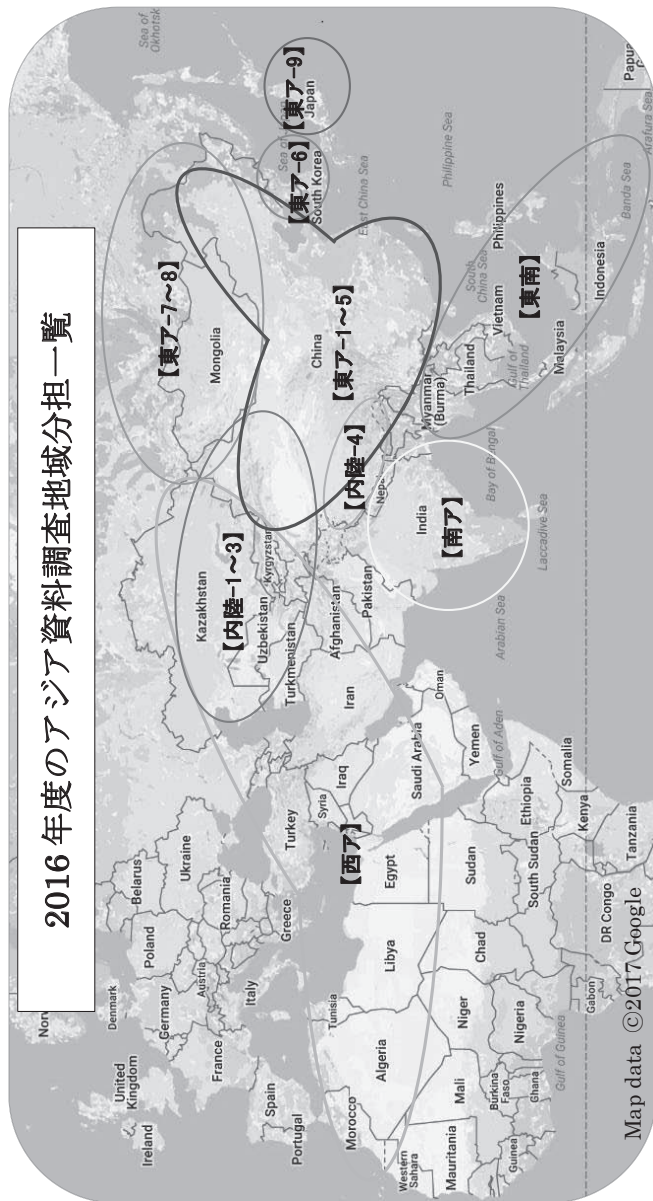 2016 年度のアジア資料調査地域分担一覧
Sea of
Okhotsk
Denmark
United
Kingdom
Ireland
Belarus
Poland
Germany
Ukraine
France
Austria
Romania
Italy
Spain
Portugal
Greece
Turkey
Kazakhstan
【内陸-1～3】
Uzbekistan
Kyrgyzstan
Turkmenistan
Mongolia
【東ア-7～8】
China
【東ア-1～5】
【東ア-6】
South Korea
【東ア-9】
Japan
East China Sea
Syria
Iraq
Iran
Afghanistan
Pakistan
【内陸-4】
【西ア】
Tunisia
Morocco
Algeria
Libya
Egypt
Western
Sahara
Saudi Arabia
Oman
Yemen
Gulf of Aden
Arabian Sea
India
【南ア】
Bay of Bengal
Laccadive Sea
Myanmar
(Burma)
Thailand
Gulf of
Thailand
Vietnam
South
China Sea
Philippines
Philippine Sea
【東南】
Malaysia
Indonesia
Banda Sea
Arafura Sea
Mauritania
Mali
Niger
Chad
Sudan
Burkina
Faso
Guinea
Ghana
Nigeria
South Sudan
Ethiopia
Somalia
Gulf of Guinea
Gabon
DR Congo
Kenya
Tanzania
Map data ©2017 Google